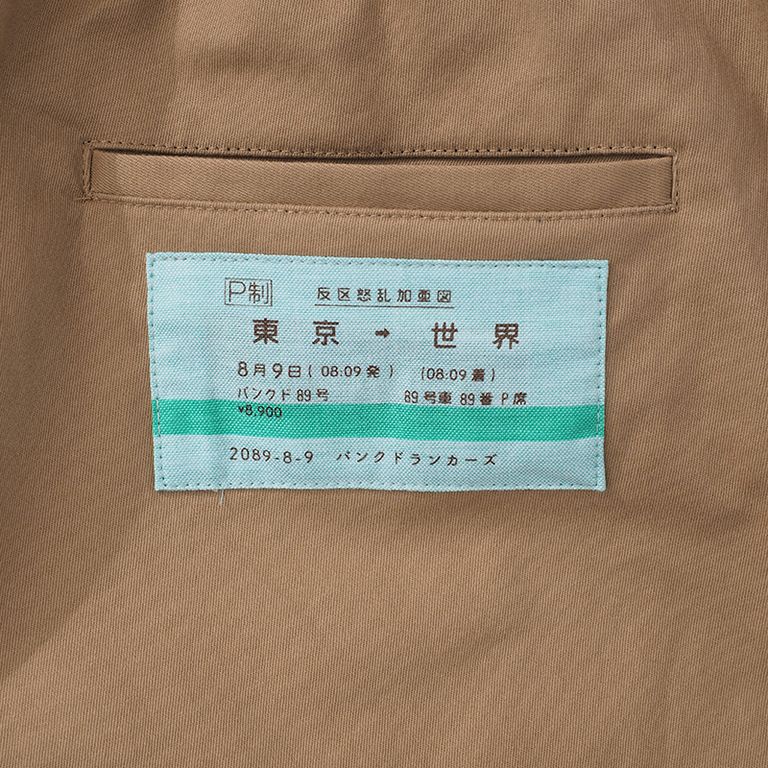 P制 反区怒乱加亜図
東京→世界
8月9日(08:09発) (08:09着)
パンクド89号 89号車89番P席
¥8,900
2089-8-9 パンクドランカーズ